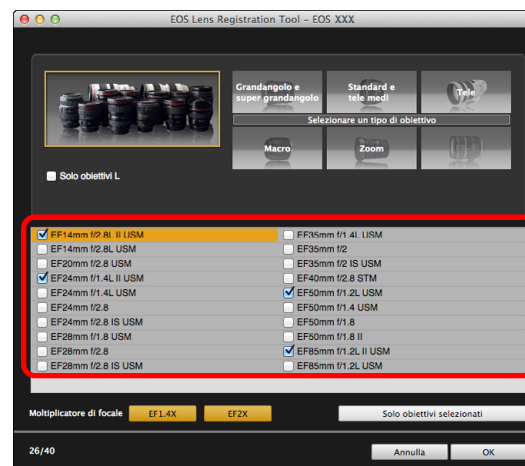 EOS Lens Registration Tool – EOS XXX
Grandangolo e
super grandangolo
Standard e
tele medi
Tele
Selezionare un tipo di obiettivo
Macro
Zoom
Solo obiettivi L
EF14mm f/2.8L II USM
EF14mm f/2.8L USM
EF20mm f/2.8 USM
EF24mm f/1.4L II USM
EF24mm f/1.4L USM
EF24mm f/2.8
EF24mm f/2.8 IS USM
EF28mm f/1.8 USM
EF28mm f/2.8
EF28mm f/2.8 IS USM
EF35mm f/1.4L USM
EF35mm f/2
EF35mm f/2 IS USM
EF40mm f/2.8 STM
EF50mm f/1.2L USM
EF50mm f/1.4 USM
EF50mm f/1.8
EF50mm f/1.8 II
EF85mm f/1.2L II USM
EF85mm f/1.2L USM
Moltiplicatore di focale
EF1.4X
EF2X
Solo obiettivi selezionati
26/40
Annulla
OK